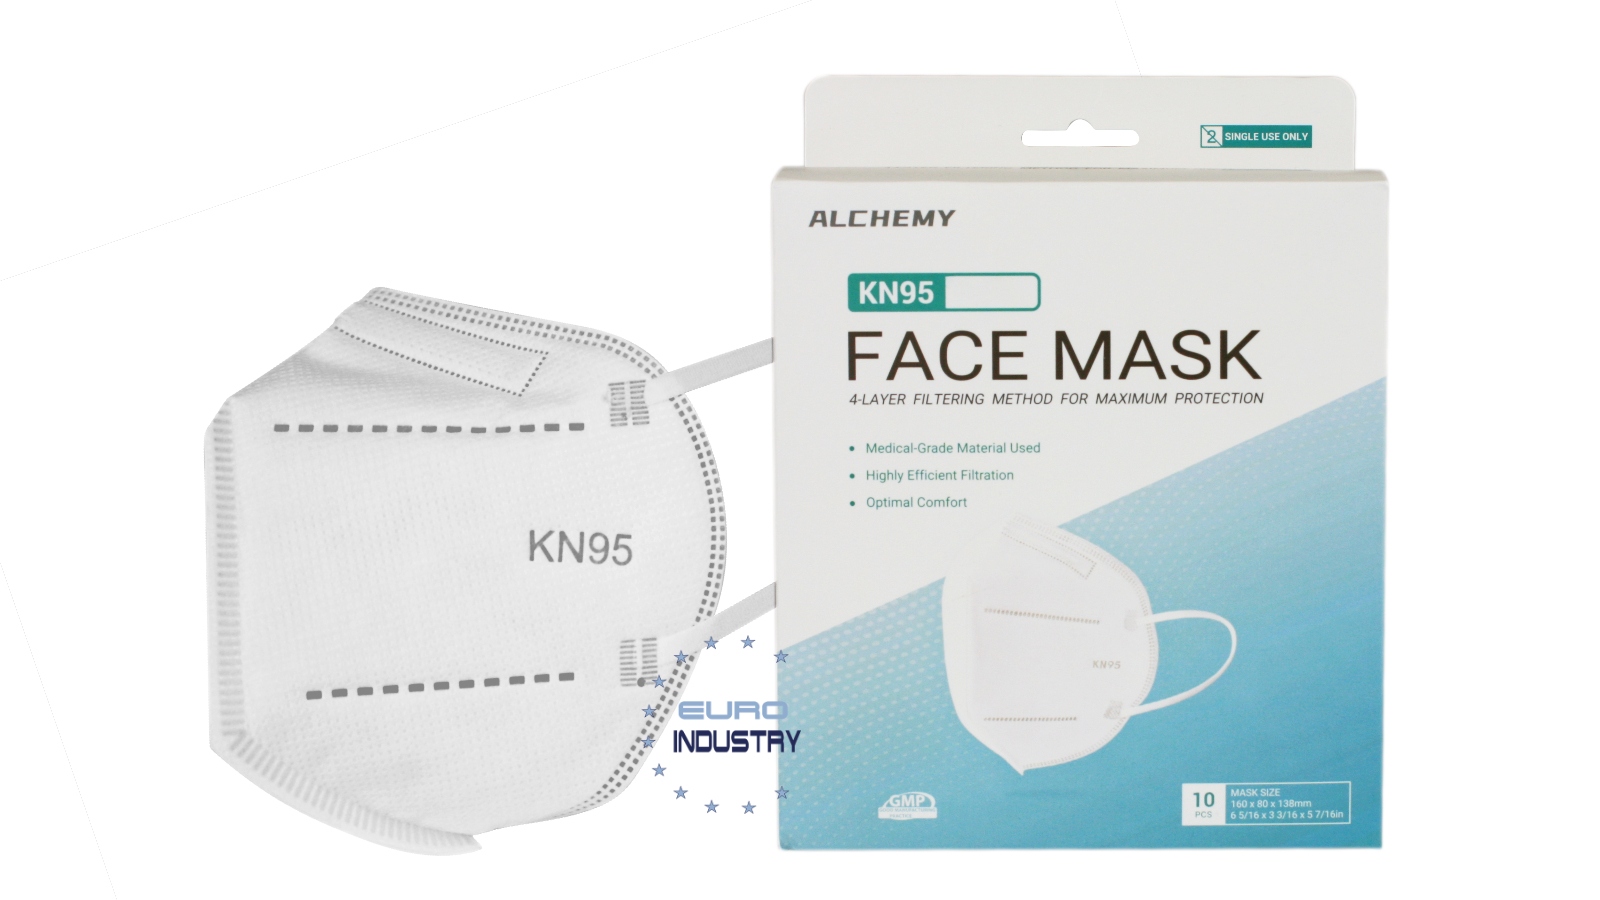 SINGLE USE ONLY
ALCHEMY
KN95
FACE MASK
4-LAYER FILTERING METHOD FOR MAXIMUM PROTECTION
• Medical-Grade Material Used
• Highly Efficient Filtration
• Optimal Comfort
KN95
KN95
EURO
INDUSTRY
GMP
10
PCS
MASK SIZE
160 x 80 x 138mm
6 5/16 x 3 3/16 x 5 7/16in